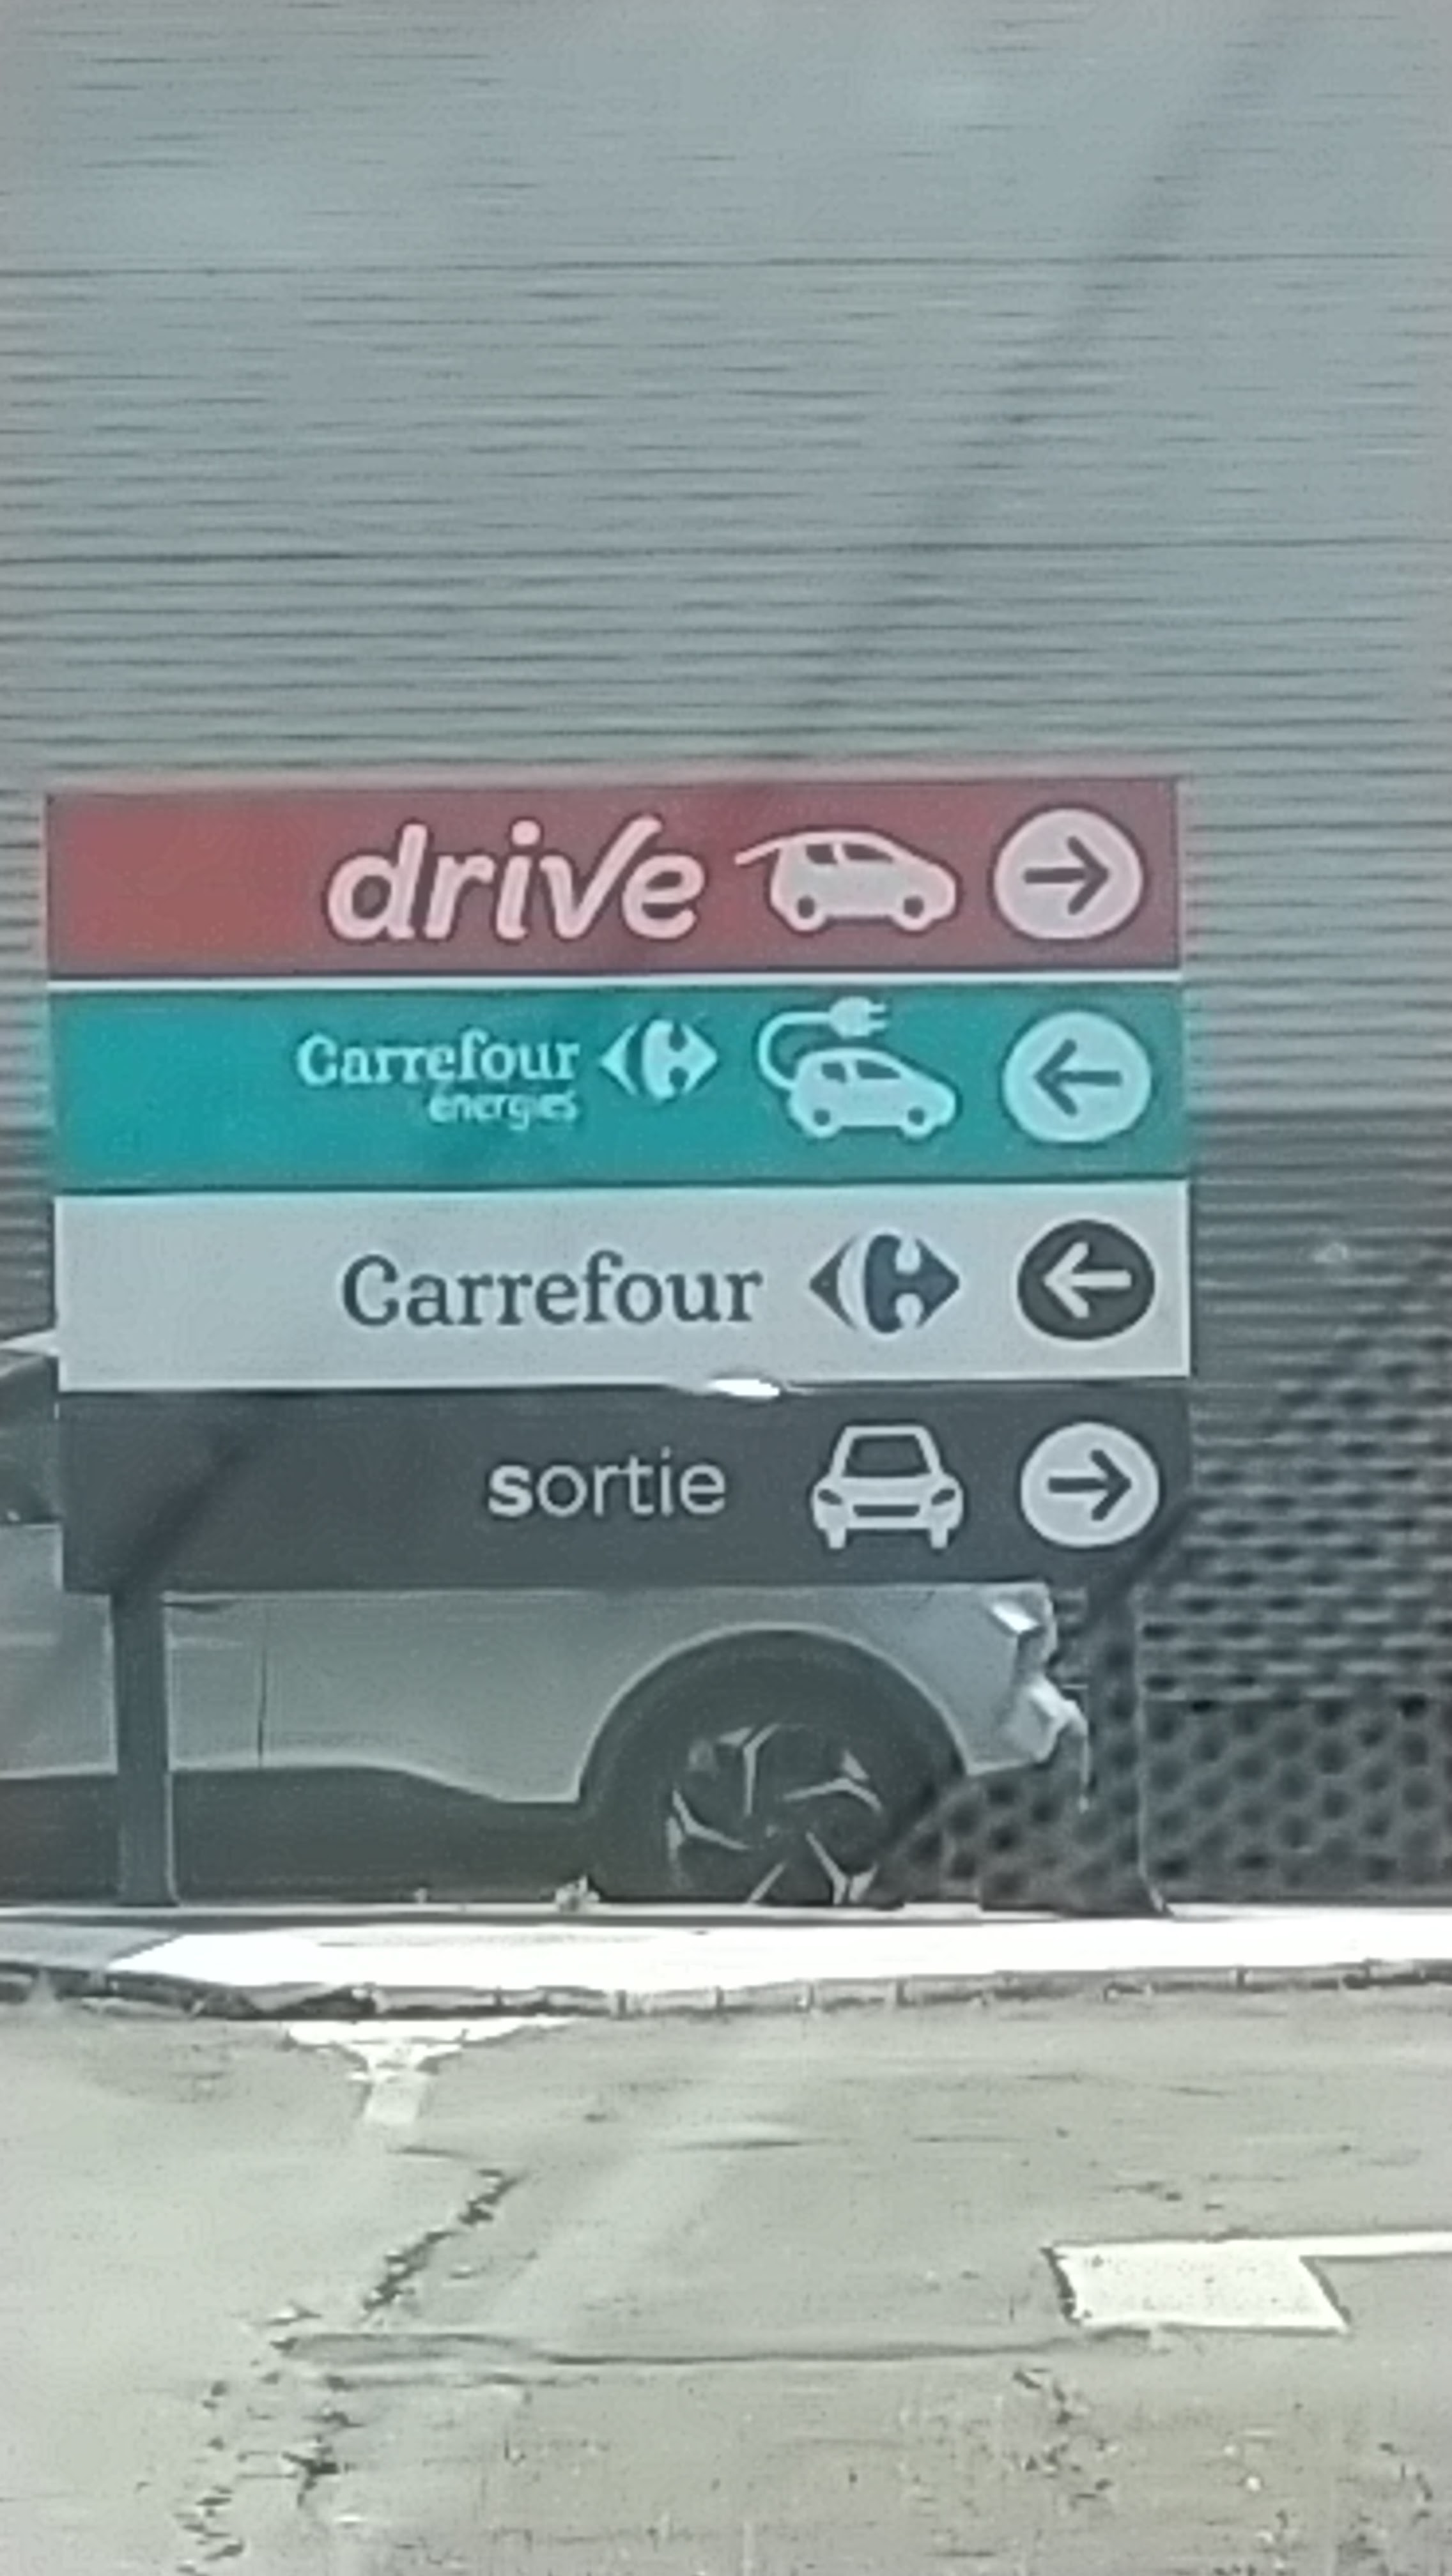 drive
Carrefour
énergies
Carrefour
sortie